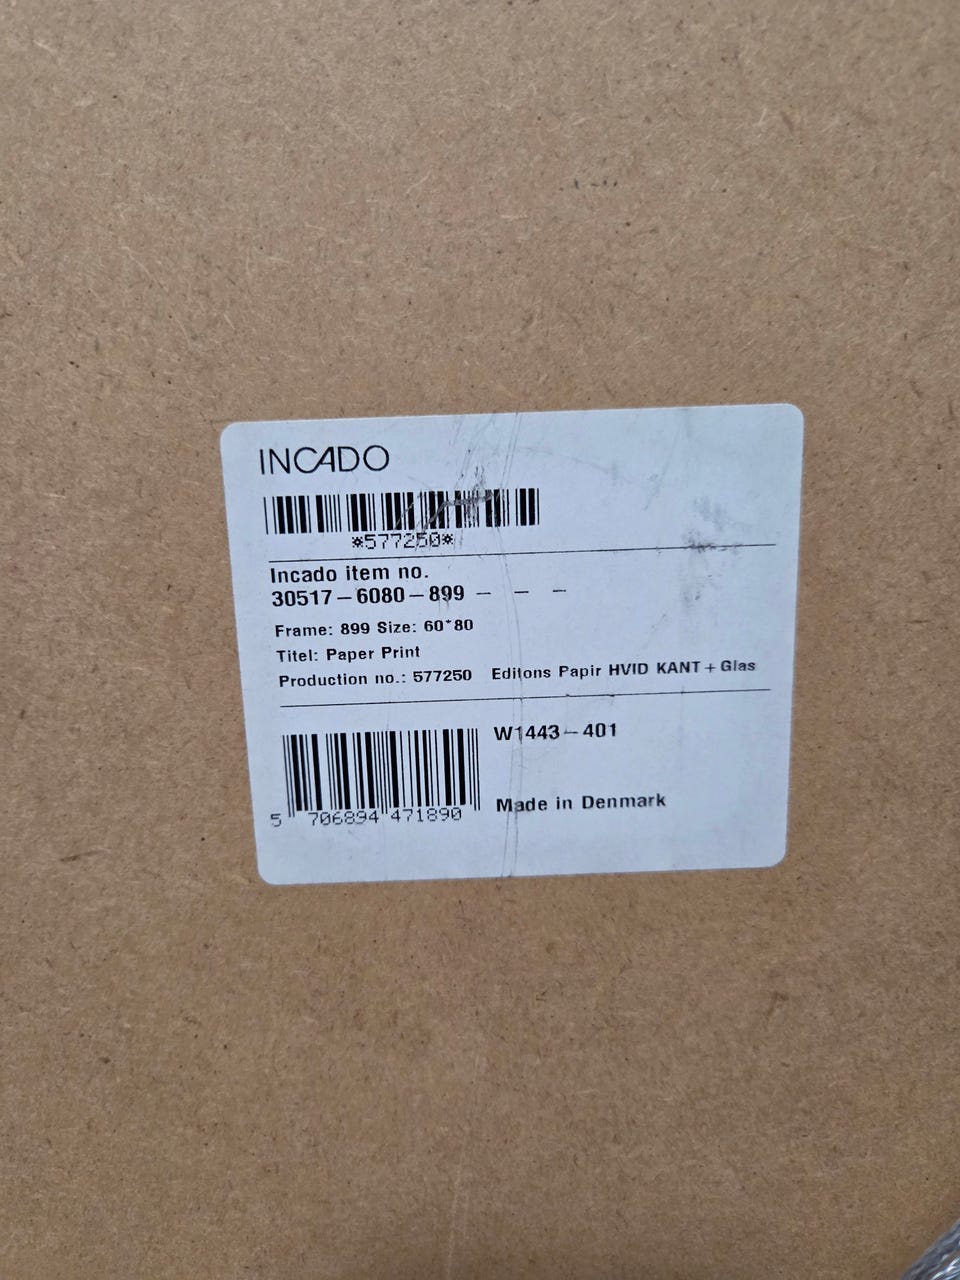 INCADO
*577250*
Incado item no.
30517-6080-899 - - -
Frame: 899 Size: 60*80
Titel: Paper Print
Production no.: 577250 Editons Papir HVID KANT + Glas
W1443-401
Made in Denmark
5 706894 471890